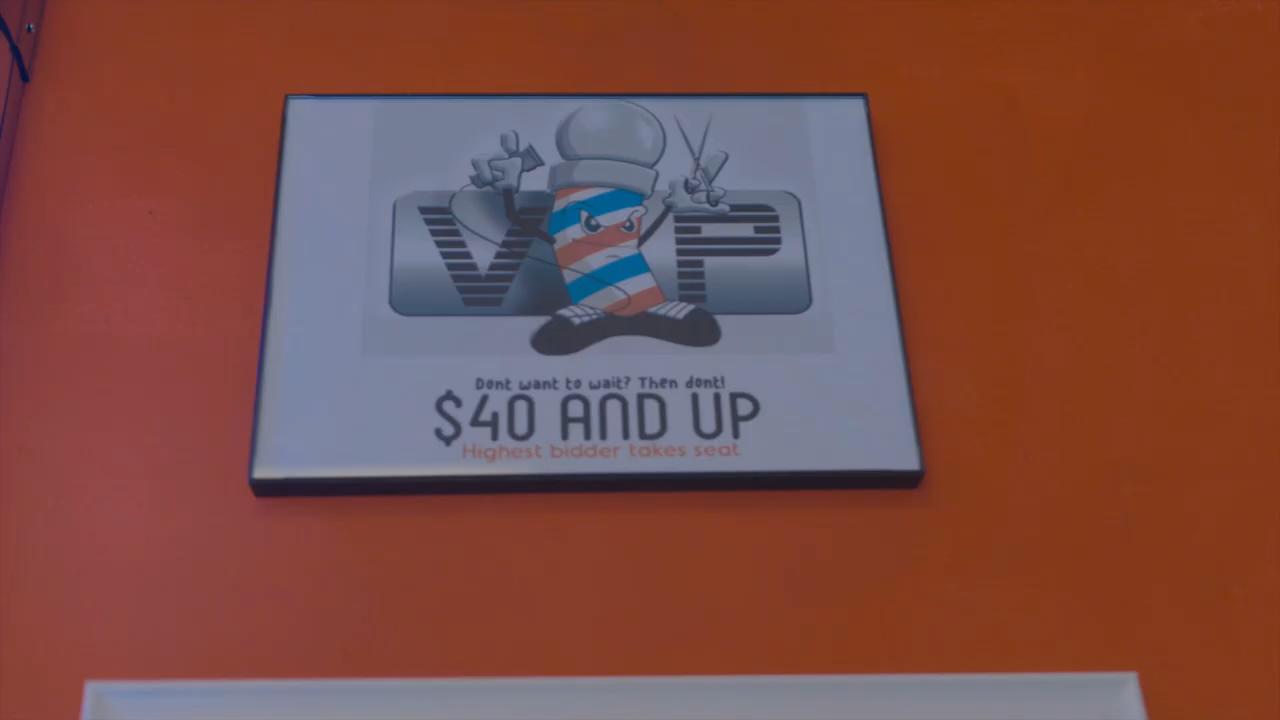 VIP
Dont want to wait? Then dont!
$40 AND UP
Highest bidder takes seat